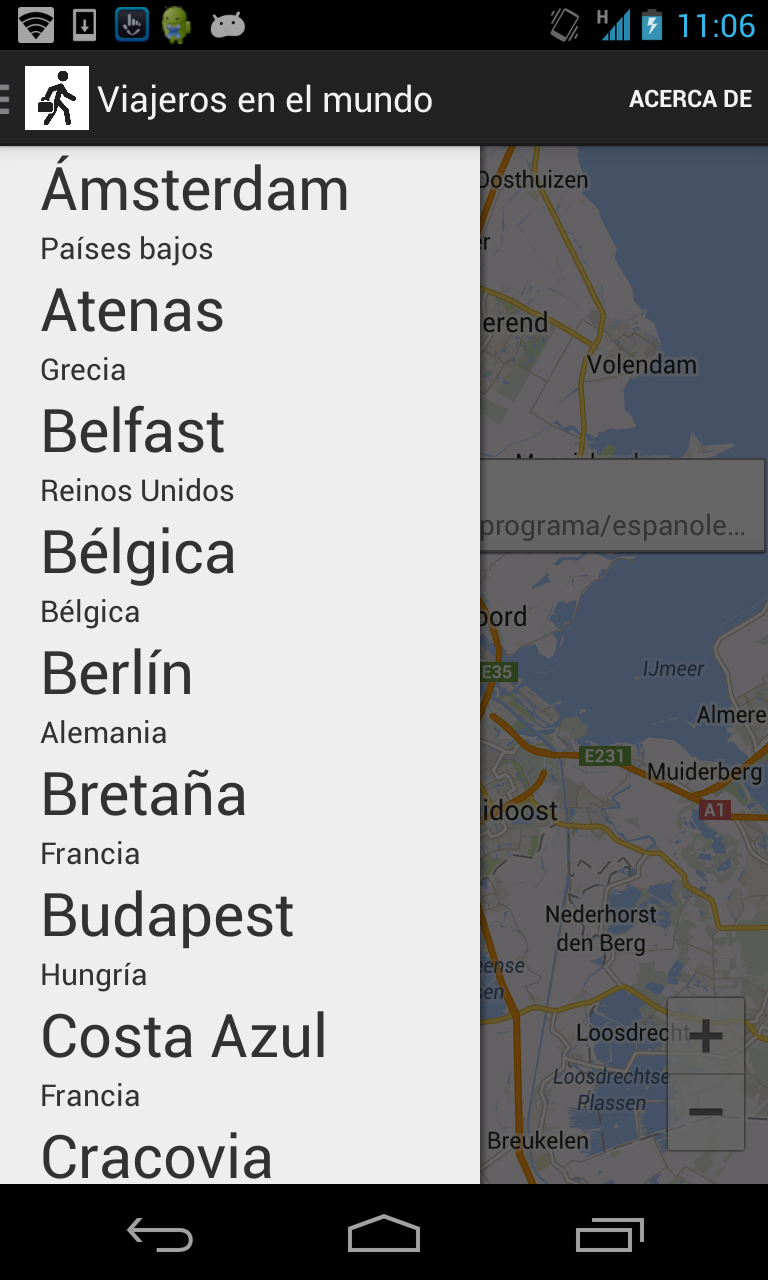 H
11:06
Viajeros en el mundo
ACERCA DE
Ámsterdam
Países bajos
Atenas
Grecia
Belfast
Reinos Unidos
Bélgica
Bélgica
Berlín
Alemania
Bretaña
Francia
Budapest
Hungría
Costa Azul
Francia
Cracovia
Oosthuizen
er
erend
Volendam
programa/espanole...
oord
E35
IJmeer
Almere
E231
Muiderberg
A1
idoost
Nederhorst
den Berg
eense
sen
Loosdrecht
Loosdrechtse
Plassen
Breukelen
+
−